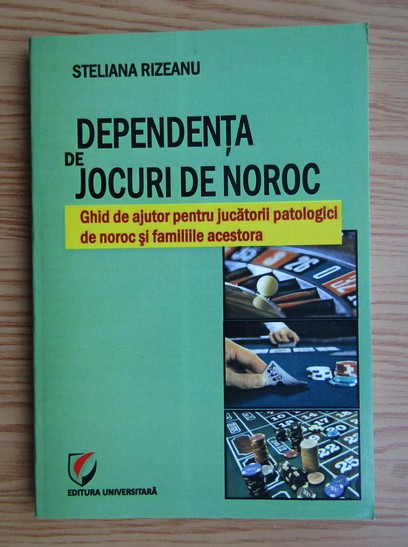 STELIANA RIZEANU
DEPENDENȚA
DE
JOCURI DE NOROC
Ghid de ajutor pentru jucătorii patologici
de noroc și familiile acestora
EDITURA UNIVERSITARĂ